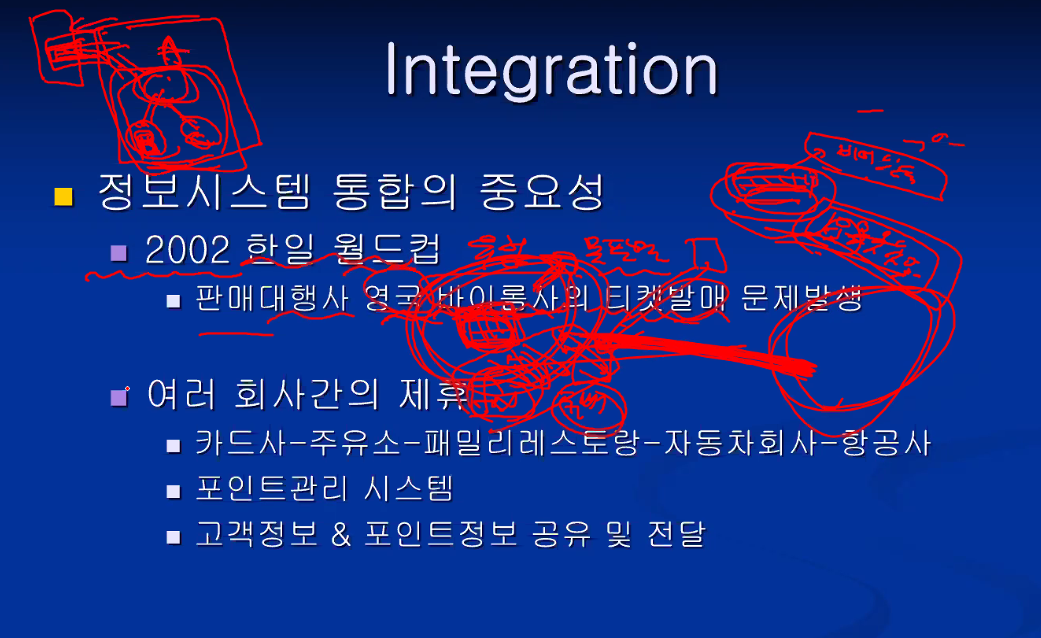 Integration
정보시스템 통합의 중요성
2002 한일 월드컵
판매대행사 영국 바이롬사의 티켓발매 문제발생
여러 회사간의 제휴
카드사-주유소-패밀리레스토랑-자동차회사-항공사
포인트관리 시스템
고객정보 & 포인트정보 공유 및 전달